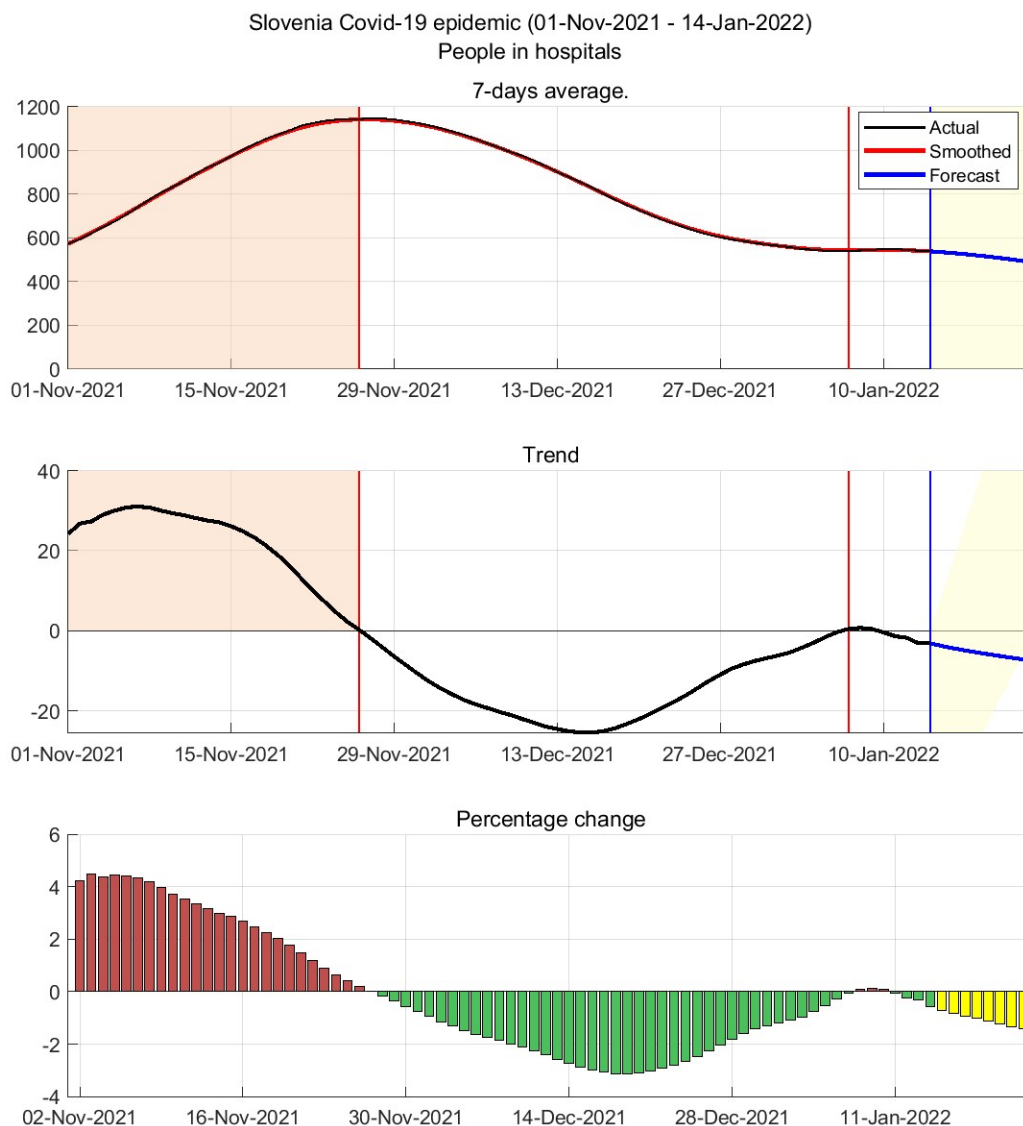 Slovenia Covid-19 epidemic (01-Nov-2021 - 14-Jan-2022)
People in hospitals
7-days average.
1200
1000
800
600
400
200
0
Actual
Smoothed
Forecast
01-Nov-2021 15-Nov-2021 29-Nov-2021 13-Dec-2021 27-Dec-2021 10-Jan-2022
Trend
40
20
0
-20
01-Nov-2021 15-Nov-2021 29-Nov-2021 13-Dec-2021 27-Dec-2021 10-Jan-2022
Percentage change
6
4
2
0
-2
-4
02-Nov-2021 16-Nov-2021 30-Nov-2021 14-Dec-2021 28-Dec-2021 11-Jan-2022